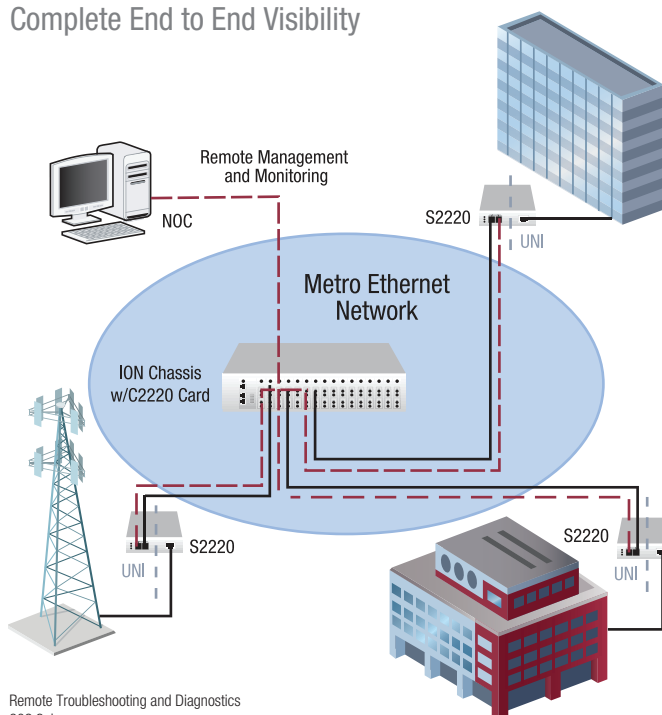 Complete End to End Visibility
Remote Management
and Monitoring
NOC
S2220
UNI
Metro Ethernet
Network
ION Chassis
w/C2220 Card
S2220
UNI
S2220
UNI
Remote Troubleshooting and Diagnostics